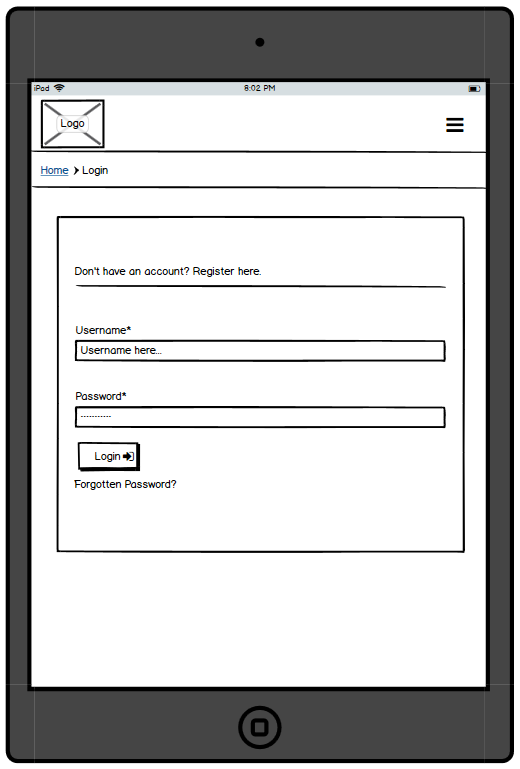 iPad 8:02 PM
Logo
Home Login
Don't have an account? Register here.
Username*
Username here...
Password*
Login
Forgotten Password?